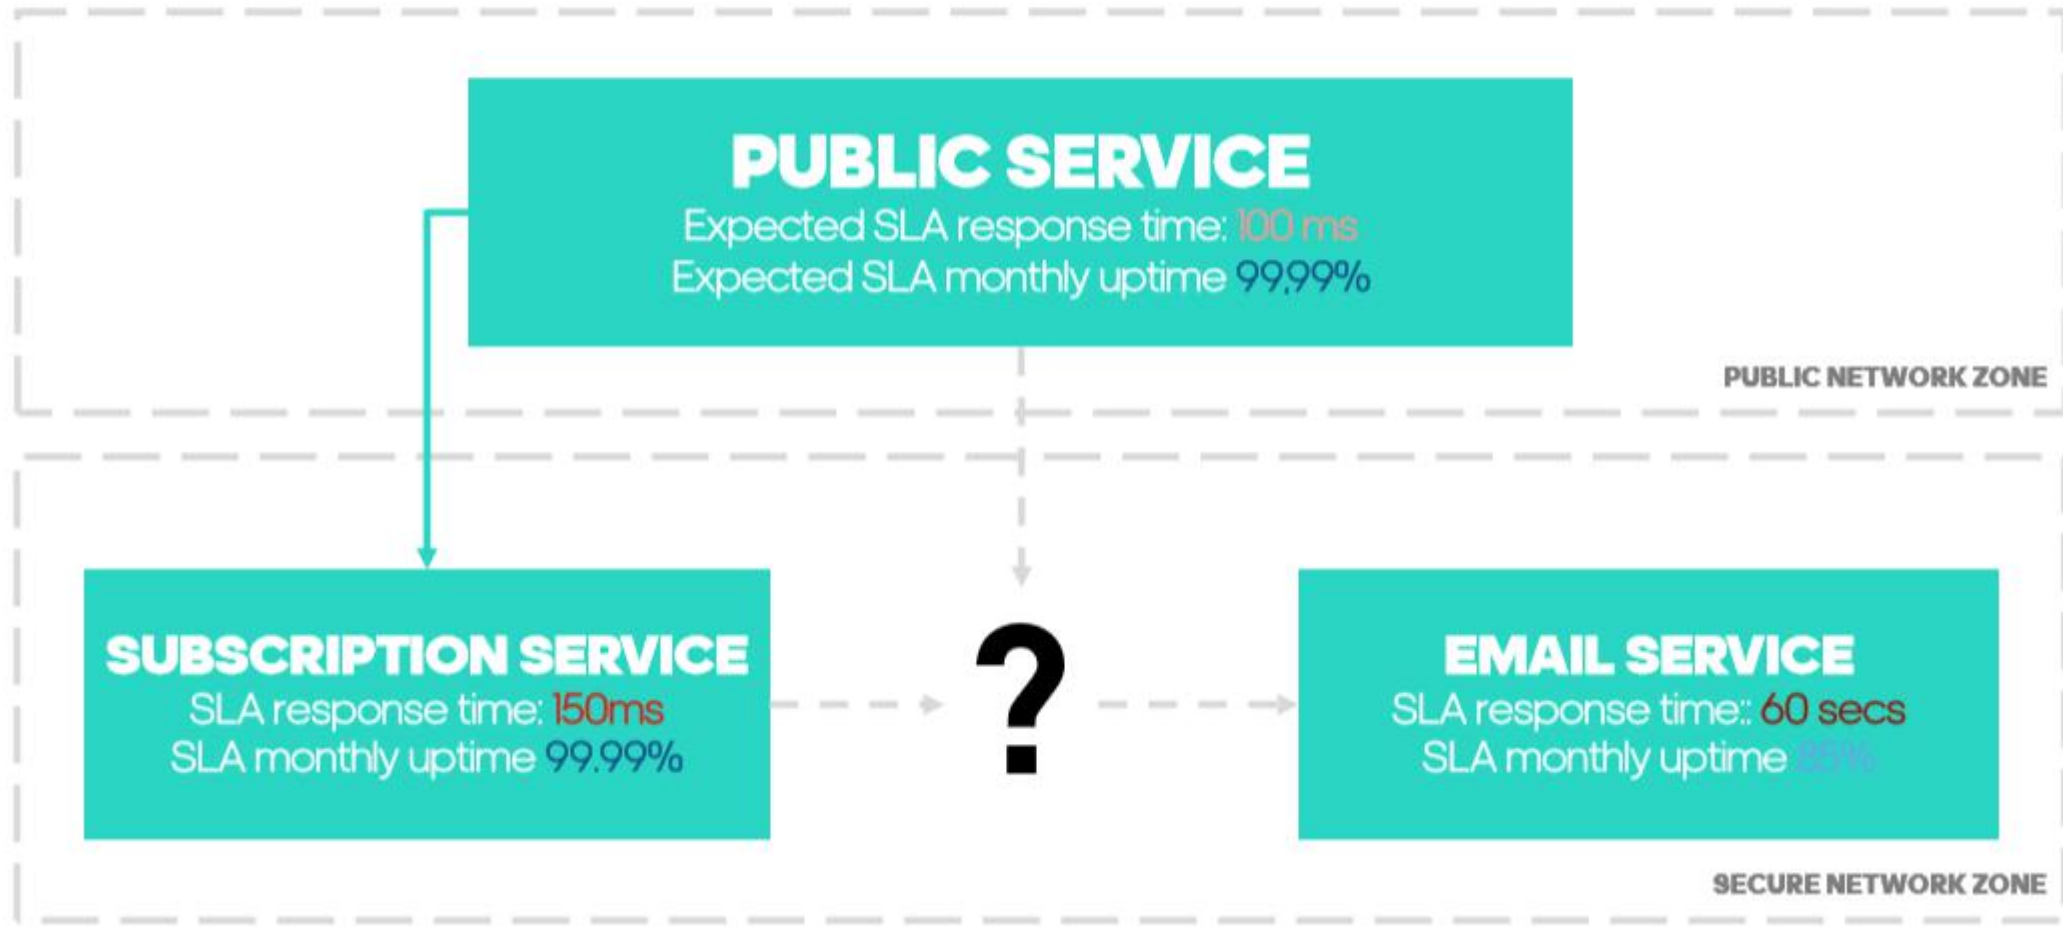 PUBLIC SERVICE
Expected SLA response time: 100 ms
Expected SLA monthly uptime 99,99%
PUBLIC NETWORK ZONE
SUBSCRIPTION SERVICE
SLA response time: 150ms
SLA monthly uptime 99.99%
?
EMAIL SERVICE
SLA response time:: 60 secs
SLA monthly uptime 85%
SECURE NETWORK ZONE